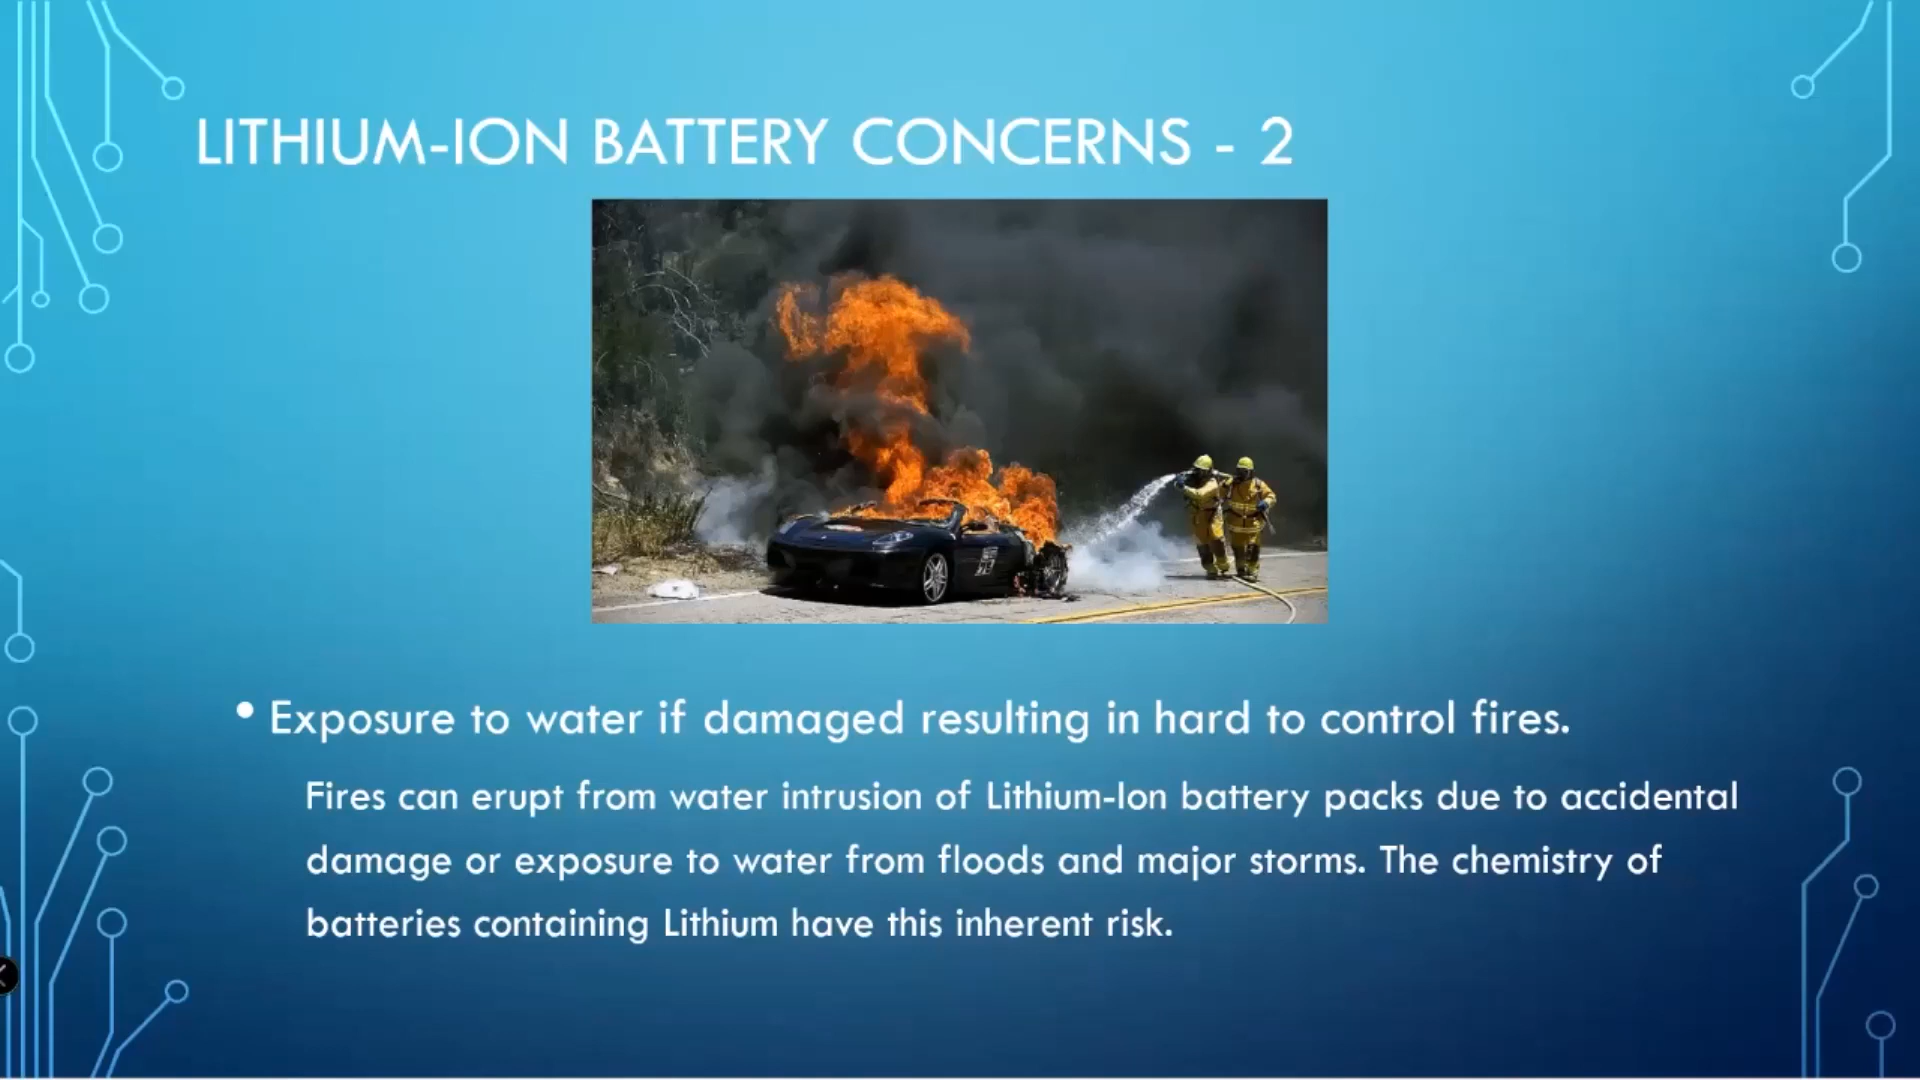 LITHIUM-ION BATTERY CONCERNS - 2
• Exposure to water if damaged resulting in hard to control fires.
Fires can erupt from water intrusion of Lithium-Ion battery packs due to accidental
damage or exposure to water from floods and major storms. The chemistry of
batteries containing Lithium have this inherent risk.